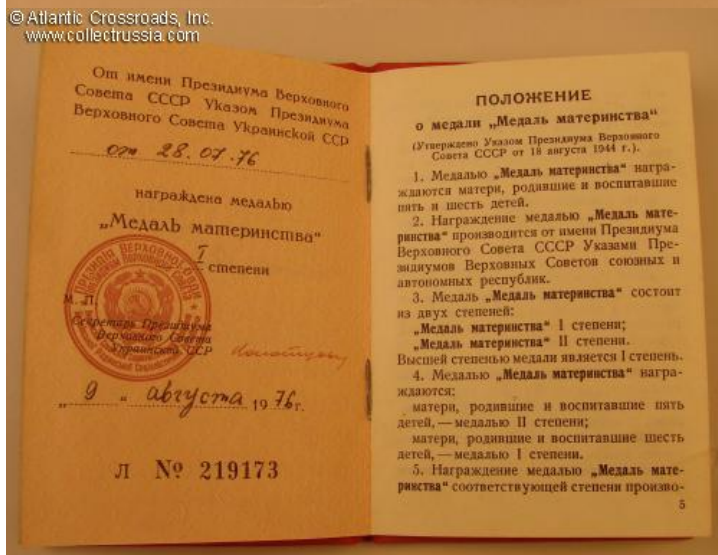 © Atlantic Crossroads, Inc.
www.collectrussia.com
От имени Президиума Верховного
Совета СССР Указом Президиума
Верховного Совета Украинской ССР
от 28.07.76
награждена медалью
„Медаль материнства“
I степени
М. П.
Секретарь Президиума
Верховного Совета
Украинской ССР
„ 9 “ августа 1976г.
Л № 219173
ПОЛОЖЕНИЕ
о медали „Медаль материнства“
(Утверждено Указом Президиума Верховного
Совета СССР от 18 августа 1944 г.).
1. Медалью „Медаль материнства“ награ-
ждаются матери, родившие и воспитавшие
пять и шесть детей.
2. Награждение медалью „Медаль мате-
ринства“ производится от имени Президиума
Верховного Совета СССР Указами Пре-
зидиумов Верховных Советов союзных и
автономных республик.
3. Медаль „Медаль материнства“ состоит
из двух степеней:
„Медаль материнства“ I степени;
„Медаль материнства“ II степени.
Высшей степенью медали является I степень.
4. Медалью „Медаль материнства“ награ-
ждаются:
матери, родившие и воспитавшие пять
детей,—медалью II степени;
матери, родившие и воспитавшие шесть
детей,—медалью I степени.
5. Награждение медалью „Медаль мате-
ринства“ соответствующей степени произво-
5